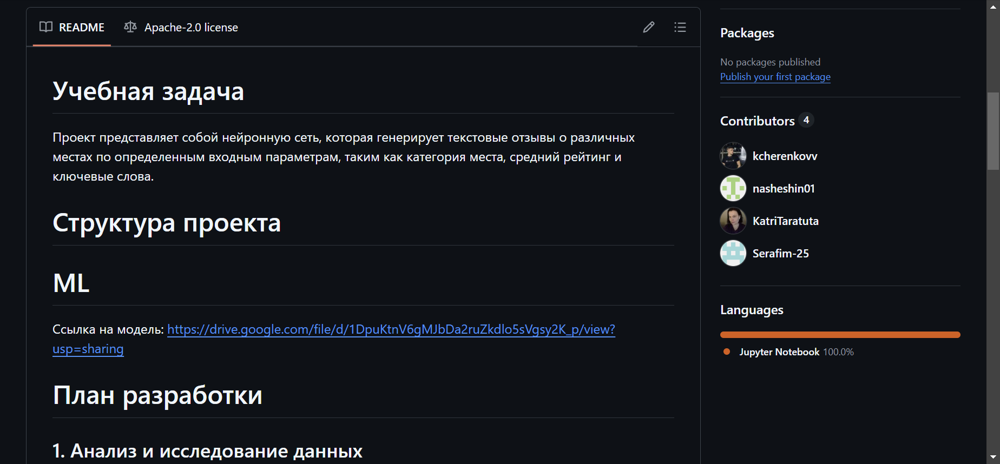 README
Apache-2.0 license
Учебная задача
Проект представляет собой нейронную сеть, которая генерирует текстовые отзывы о различных
местах по определенным входным параметрам, таким как категория места, средний рейтинг и
ключевые слова.
Структура проекта
ML
Ссылка на модель: https://drive.google.com/file/d/1DpuKtnV6gMJbDa2ruZkdlo5sVgsy2K_p/view?
usp=sharing
План разработки
1. Анализ и исследование данных
Packages
No packages published
Publish your first package
Contributors 4
kcherenkovv
nasheshin01
KatriTaratuta
Serafim-25
Languages
Jupyter Notebook 100.0%